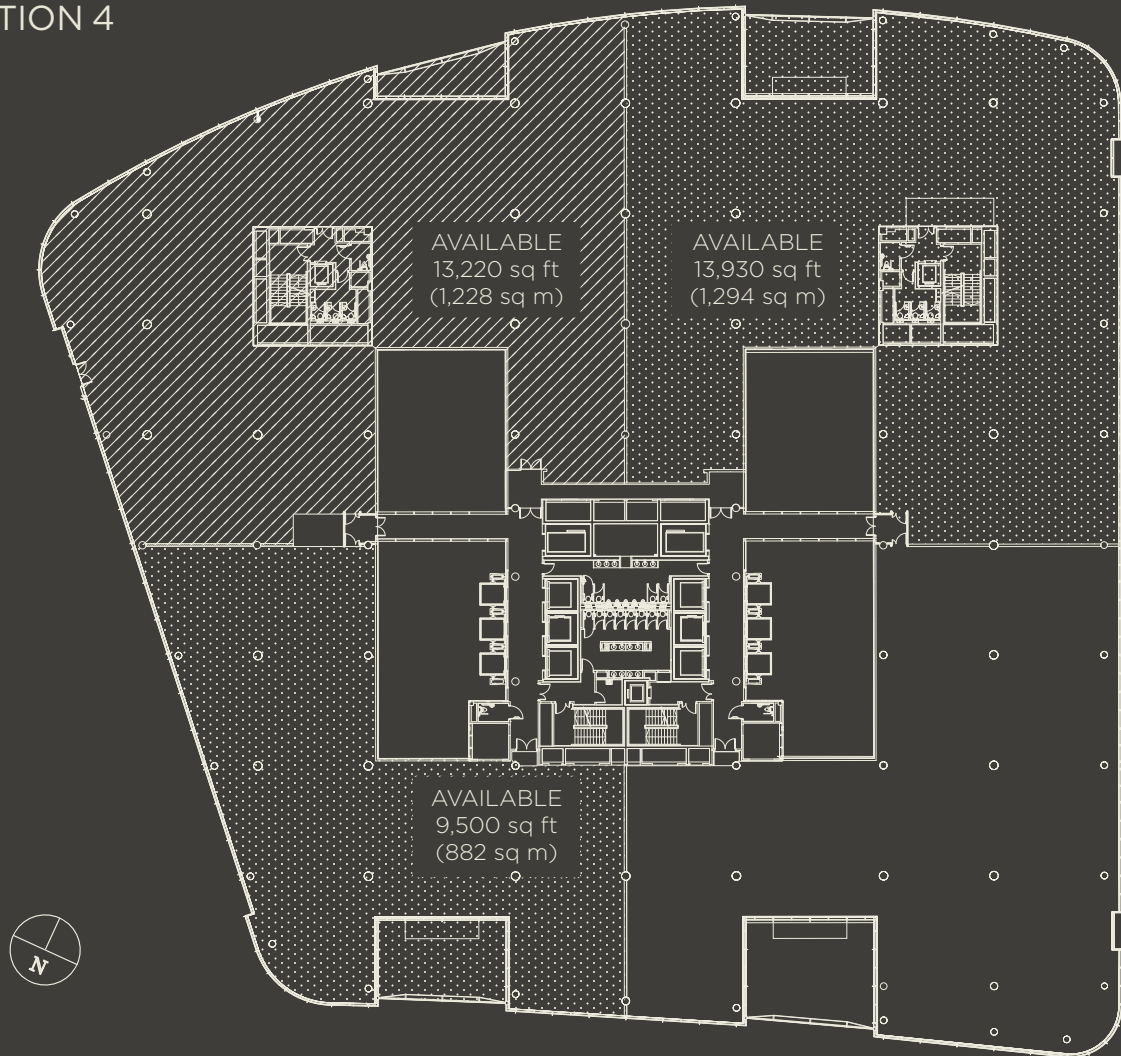 TION 4
AVAILABLE
13,220 sq ft
(1,228 sq m)
AVAILABLE
13,930 sq ft
(1,294 sq m)
AVAILABLE
9,500 sq ft
(882 sq m)
N